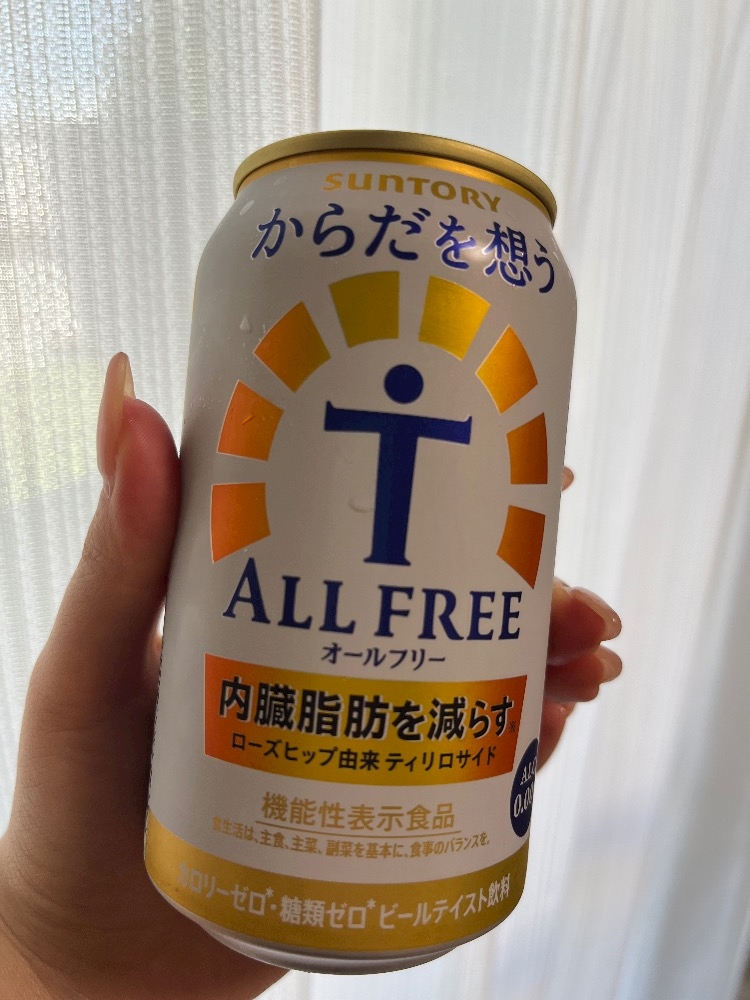 SUNTORY
からだを想う
ALL FREE
オールフリー
内臓脂肪を減らす※
ローズヒップ由来 ティリロサイド
ALC
機能性表示食品
食生活は、主食、主菜、副菜を基本に、食事のバランスを。
カロリーゼロ*・糖類ゼロ* ビールテイスト飲料